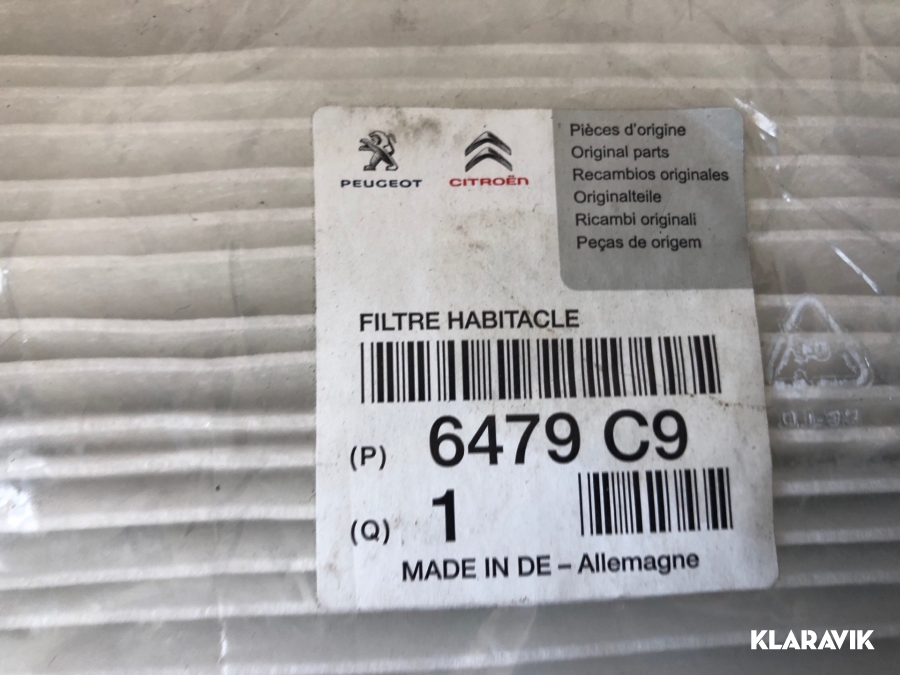 PEUGEOT
CITROËN
Pièces d'origine
Original parts
Recambios originales
Originalteile
Ricambi originali
Peças de origem
FILTRE HABITACLE
(P) 6479 C9
(Q) 1
MADE IN DE – Allemagne
KLARAVIK